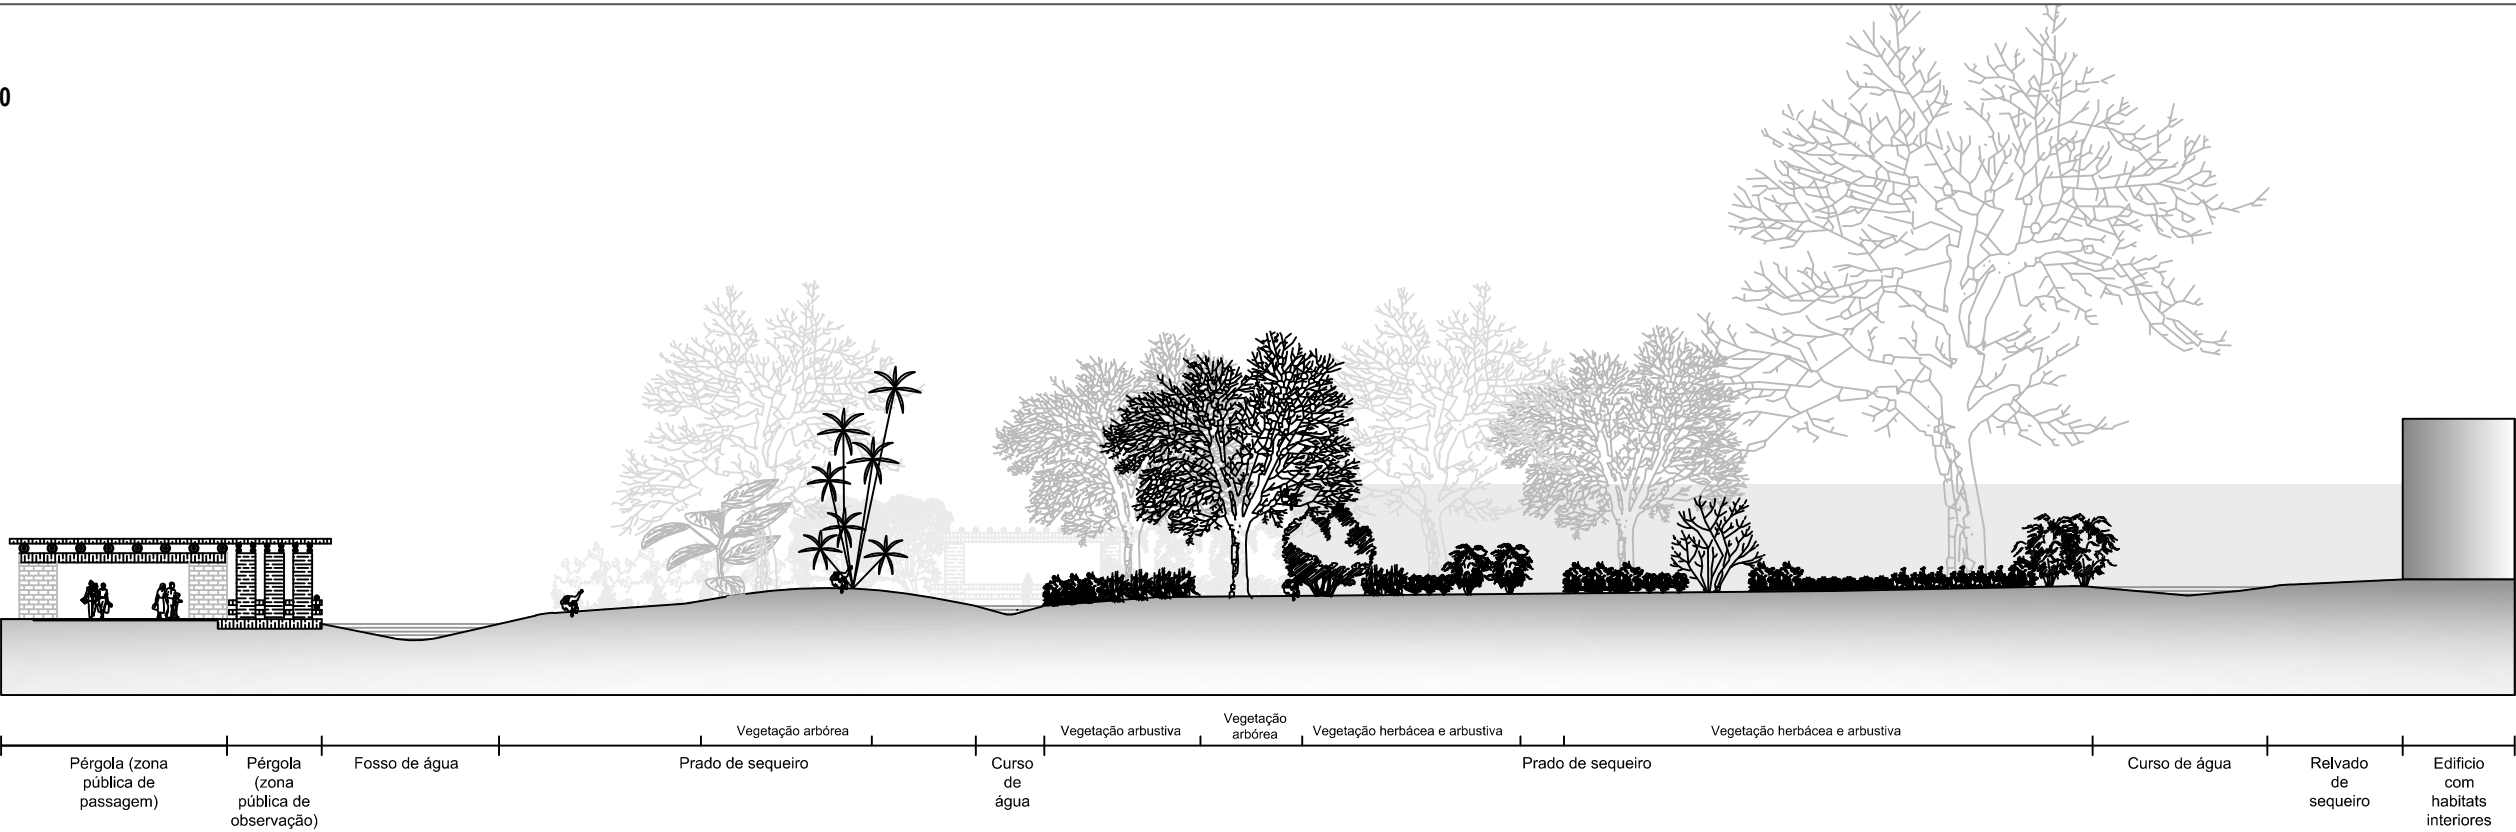 0
Vegetação arbórea
Vegetação arbustiva
Vegetação
arbórea
Vegetação herbácea e arbustiva
Vegetação herbácea e arbustiva
Pérgola (zona
pública de
passagem)
Pérgola
(zona
pública de
observação)
Fosso de água
Prado de sequeiro
Curso
de
água
Prado de sequeiro
Curso de água
Relvado
de
sequeiro
Edificio
com
habitats
interiores